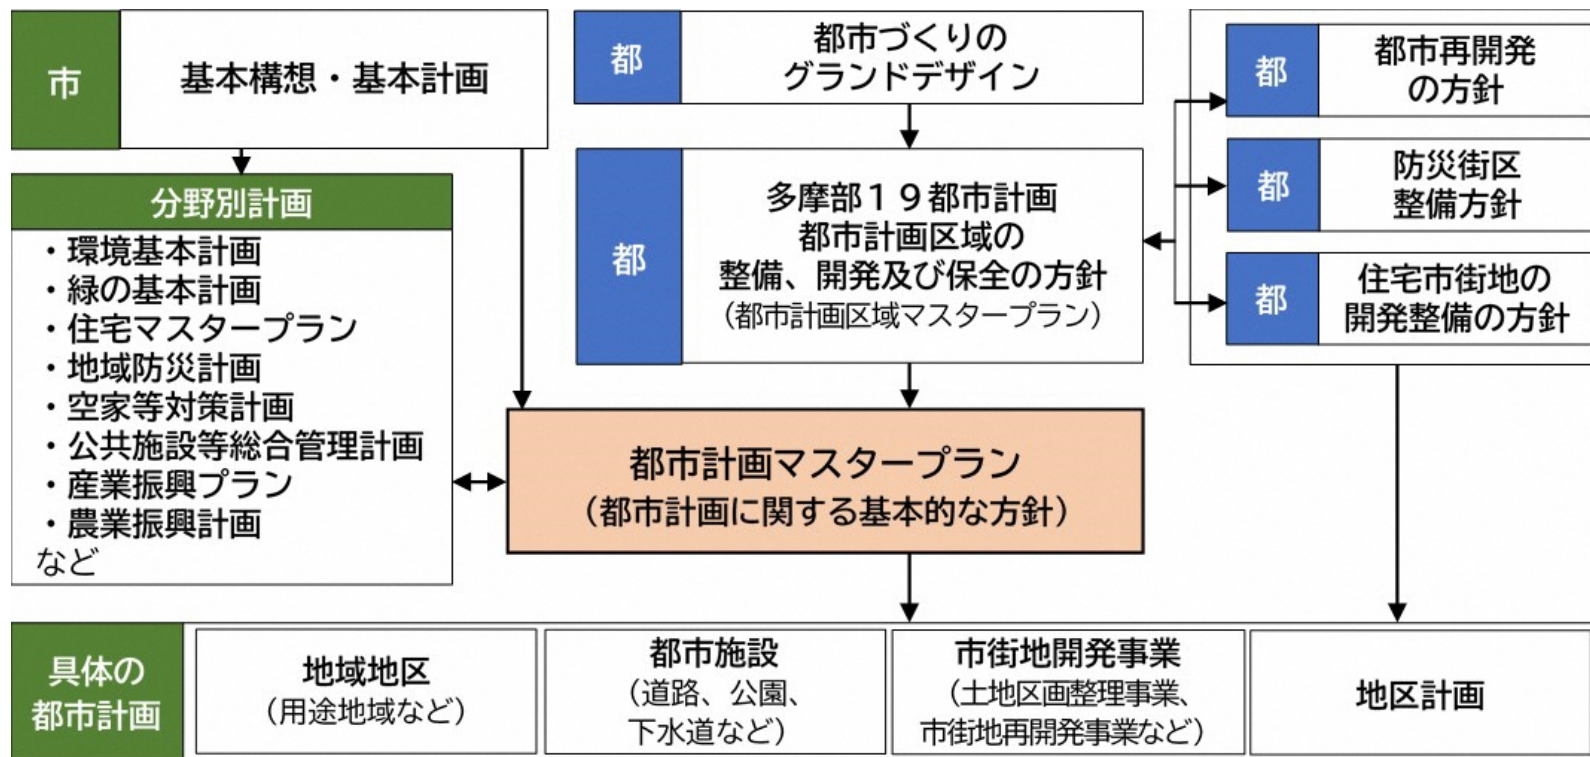 市
基本構想・基本計画
分野別計画
・環境基本計画
・緑の基本計画
・住宅マスタープラン
・地域防災計画
・空家等対策計画
・公共施設等総合管理計画
・産業振興プラン
・農業振興計画
など
都
都市づくりの
グランドデザイン
都
多摩部１９都市計画
都市計画区域の
整備、開発及び保全の方針
（都市計画区域マスタープラン）
都
都市再開発
の方針
都
防災街区
整備方針
都
住宅市街地の
開発整備の方針
都市計画マスタープラン
（都市計画に関する基本的な方針）
具体の
都市計画
地域地区
（用途地域など）
都市施設
（道路、公園、
下水道など）
市街地開発事業
（土地区画整理事業、
市街地再開発事業など）
地区計画